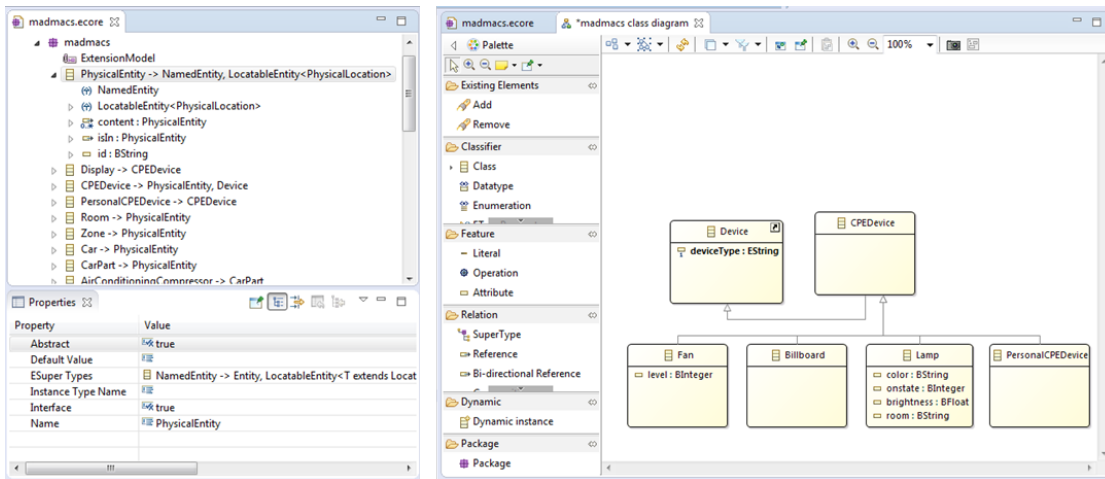 madmacs.ecore
madmacs
ExtensionModel
PhysicalEntity -> NamedEntity, LocatableEntity<PhysicalLocation>
NamedEntity
LocatableEntity<PhysicalLocation>
content : PhysicalEntity
isIn : PhysicalEntity
id : BString
Display -> CPEDevice
CPEDevice -> PhysicalEntity, Device
PersonalCPEDevice -> CPEDevice
Room -> PhysicalEntity
Zone -> PhysicalEntity
Car -> PhysicalEntity
CarPart -> PhysicalEntity
AirConditioningCompressor -> CarPart
Properties
Property Value
Abstract true
Default Value
ESuper Types NamedEntity -> Entity, LocatableEntity<T extends Locat
Instance Type Name
Interface true
Name PhysicalEntity
madmacs.ecore *madmacs class diagram
Palette
100%
Existing Elements
Add
Remove
Classifier
Class
Datatype
Enumeration
Feature
Literal
Operation
Attribute
Relation
SuperType
Reference
Bi-directional Reference
Dynamic
Dynamic instance
Package
Package
Device
deviceType : EString
CPEDevice
Fan
level : BInteger
Billboard
Lamp
color : BString
onstate : BInteger
brightness : BFloat
room : BString
PersonalCPEDevice